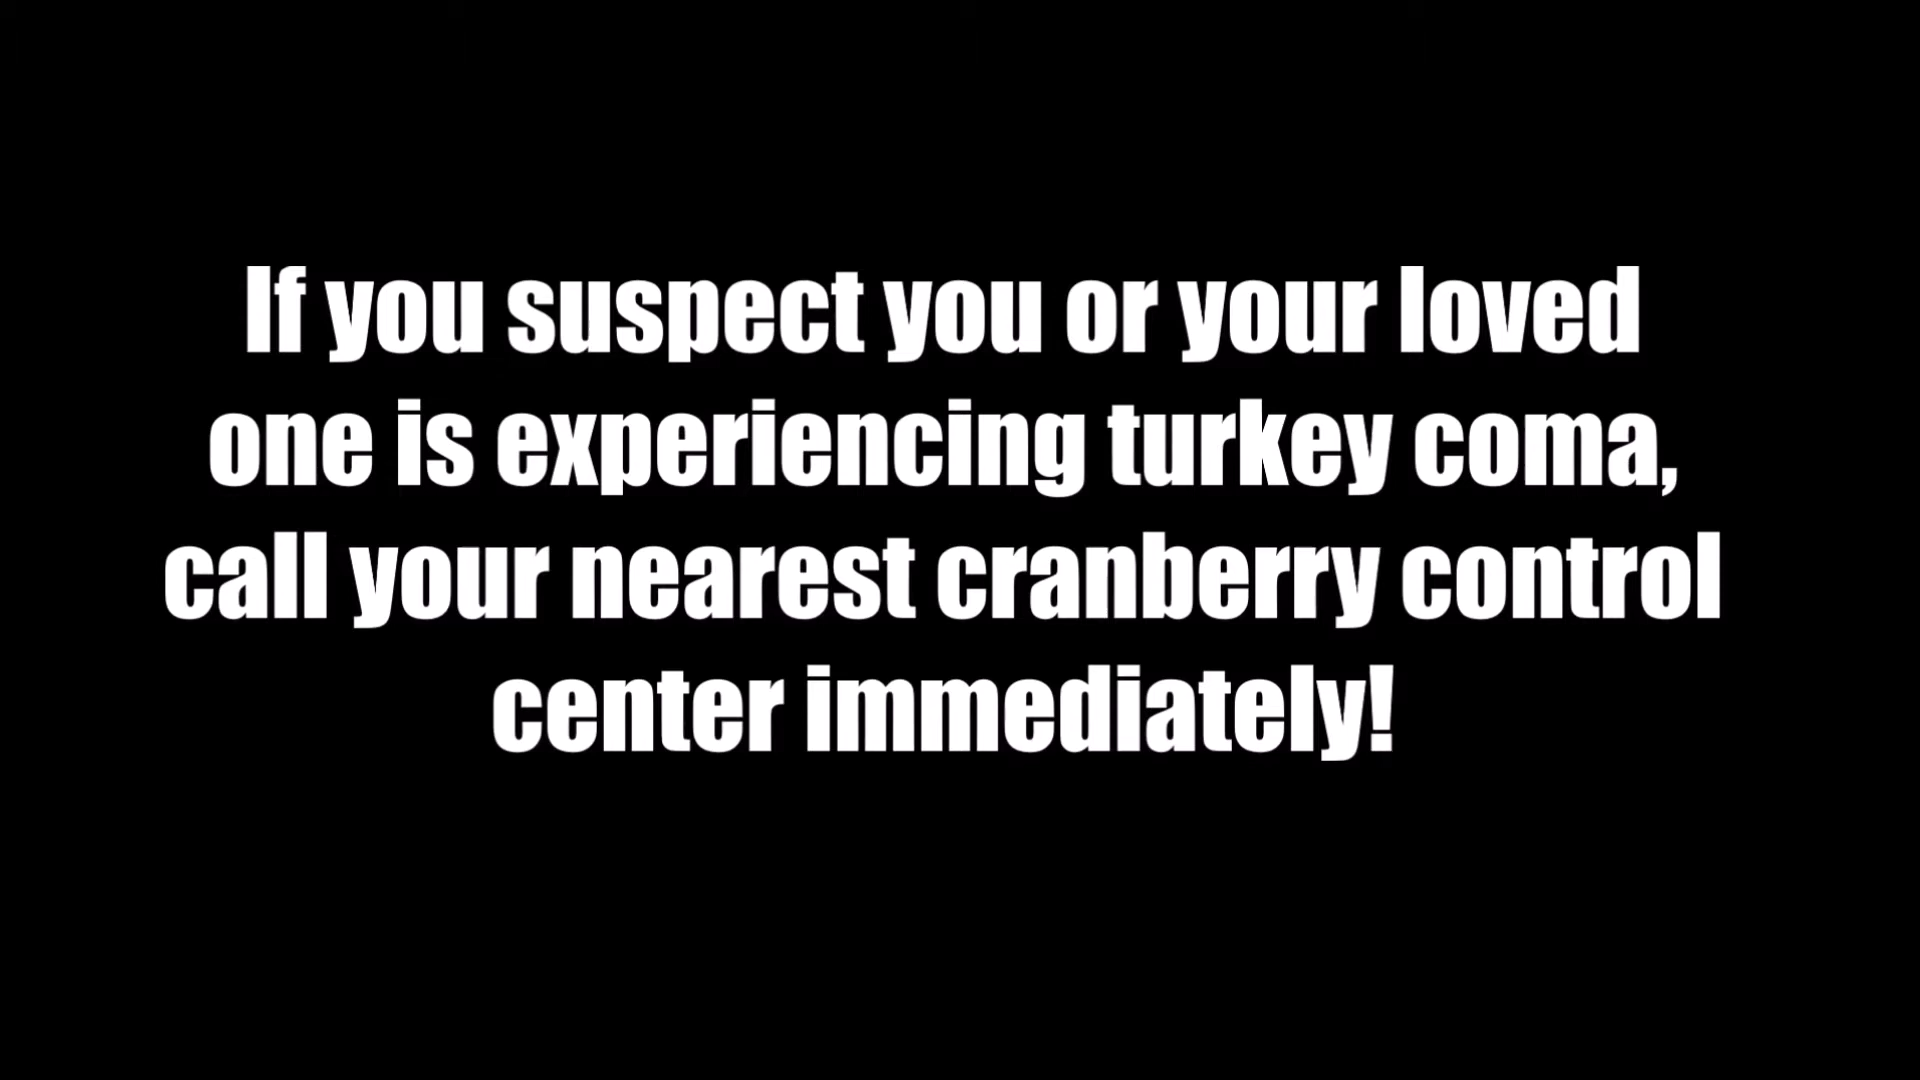 If you suspect you or your loved
one is experiencing turkey coma,
call your nearest cranberry control
center immediately!